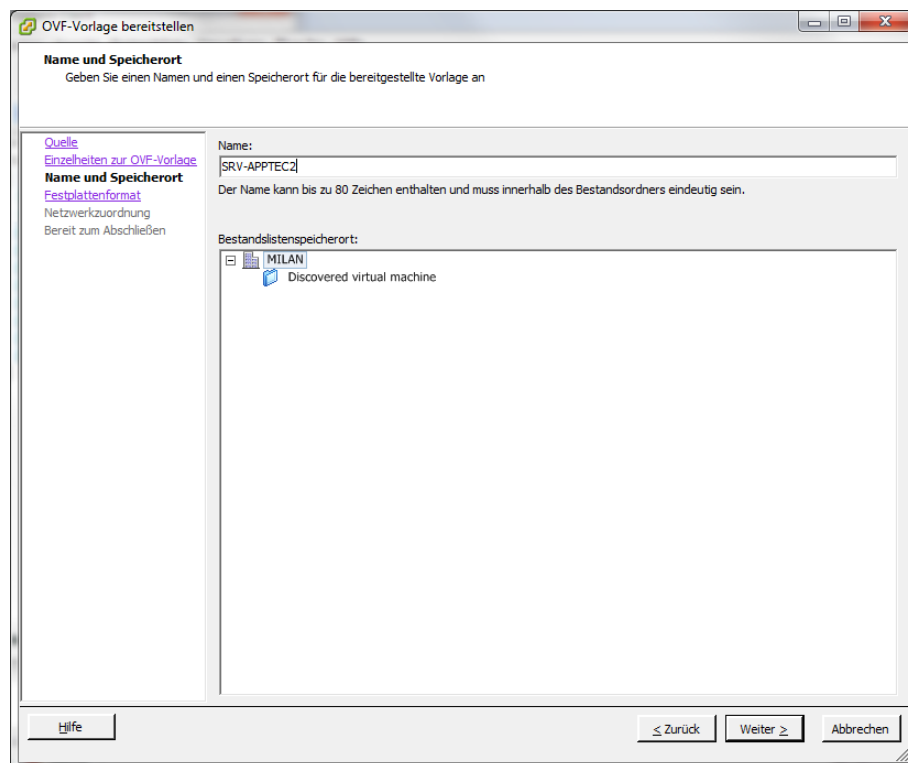 OVF-Vorlage bereitstellen
Name und Speicherort
Geben Sie einen Namen und einen Speicherort für die bereitgestellte Vorlage an
Quelle
Einzelheiten zur OVF-Vorlage
Name und Speicherort
Festplattenformat
Netzwerkzuordnung
Bereit zum Abschließen
Name:
SRV-APPTEC2
Der Name kann bis zu 80 Zeichen enthalten und muss innerhalb des Bestandsordners eindeutig sein.
Bestandslistenspeicherort:
MILAN
Discovered virtual machine
Hilfe
< Zurück
Weiter >
Abbrechen